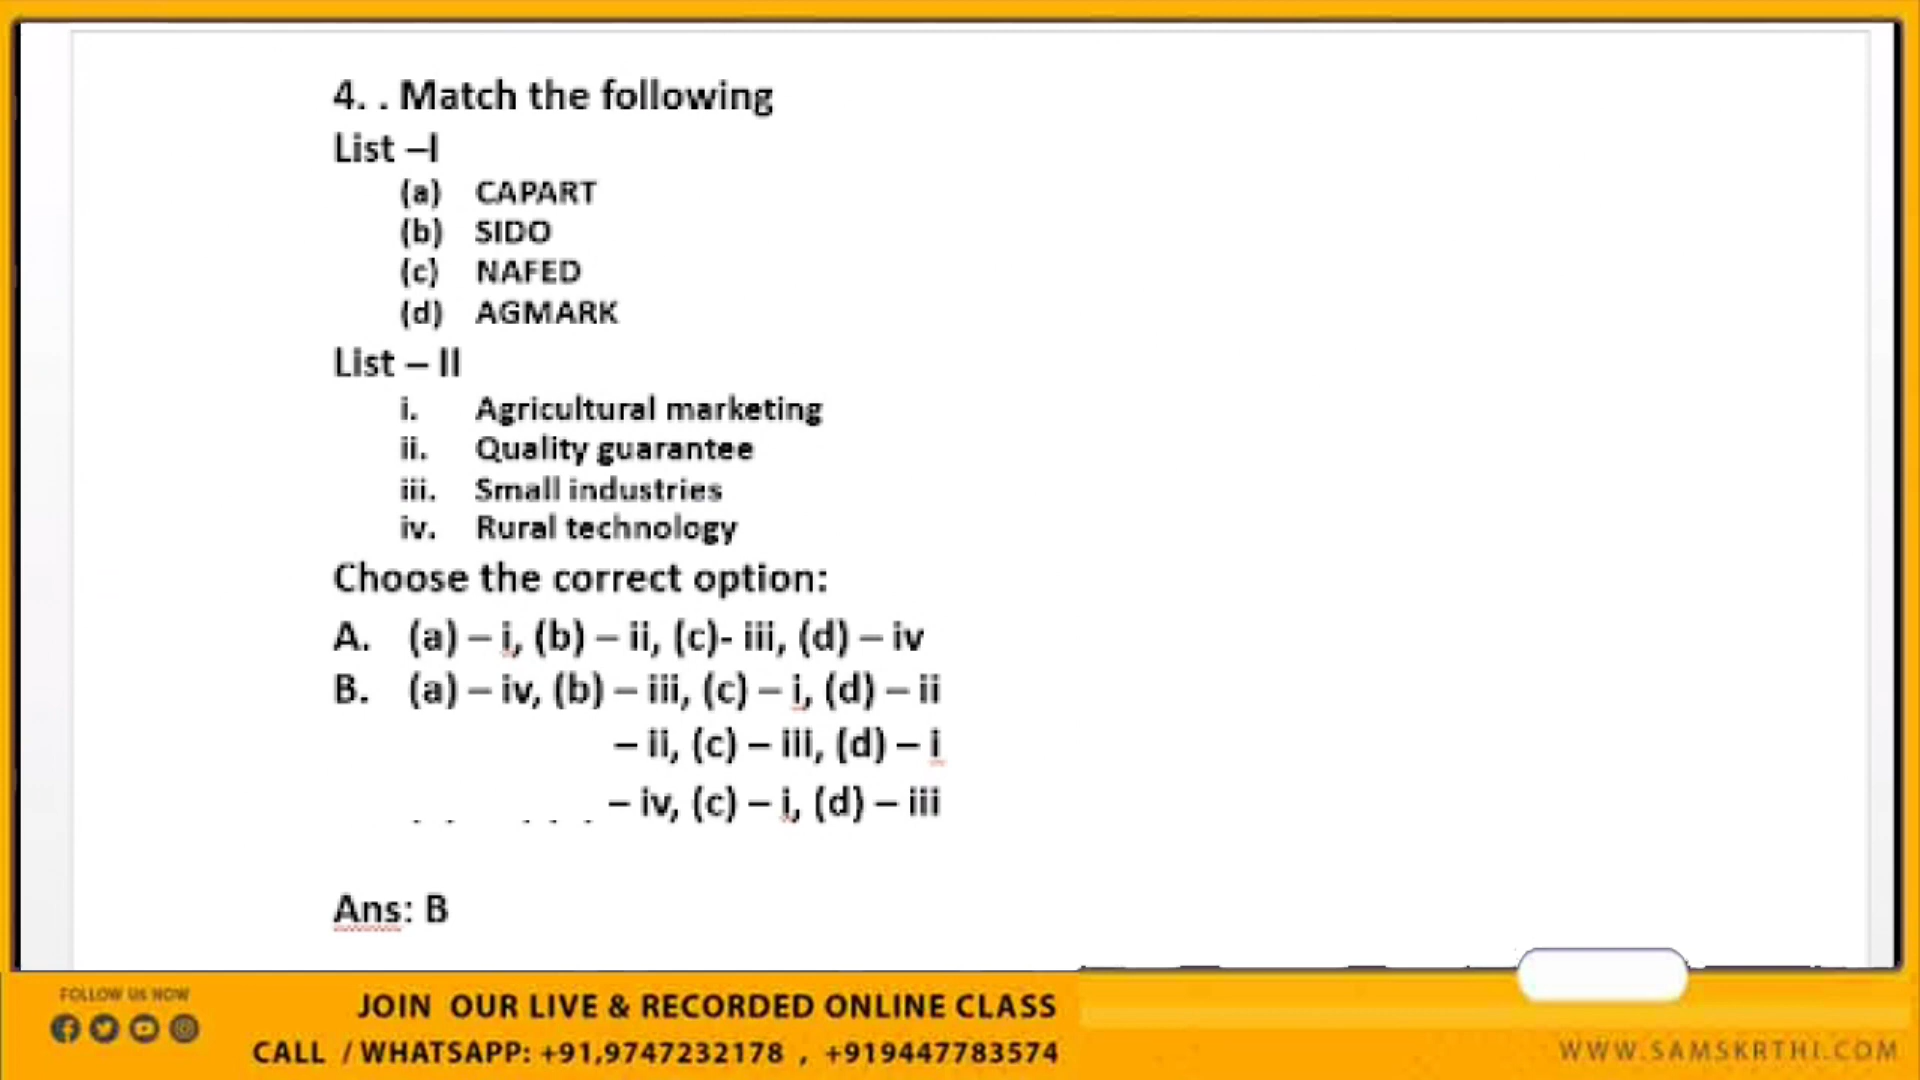 4. . Match the following
List –I
(a) CAPART
(b) SIDO
(c) NAFED
(d) AGMARK
List – II
i. Agricultural marketing
ii. Quality guarantee
iii. Small industries
iv. Rural technology
Choose the correct option:
A. (a) – i, (b) – ii, (c)- iii, (d) – iv
B. (a) – iv, (b) – iii, (c) – i, (d) – ii
– ii, (c) – iii, (d) – i
– iv, (c) – i, (d) – iii
Ans: B
FOLLOW US NOW
JOIN OUR LIVE & RECORDED ONLINE CLASS
CALL / WHATSAPP: +91,9747232178 , +919447783574
WWW.SAMSKRTHI.COM